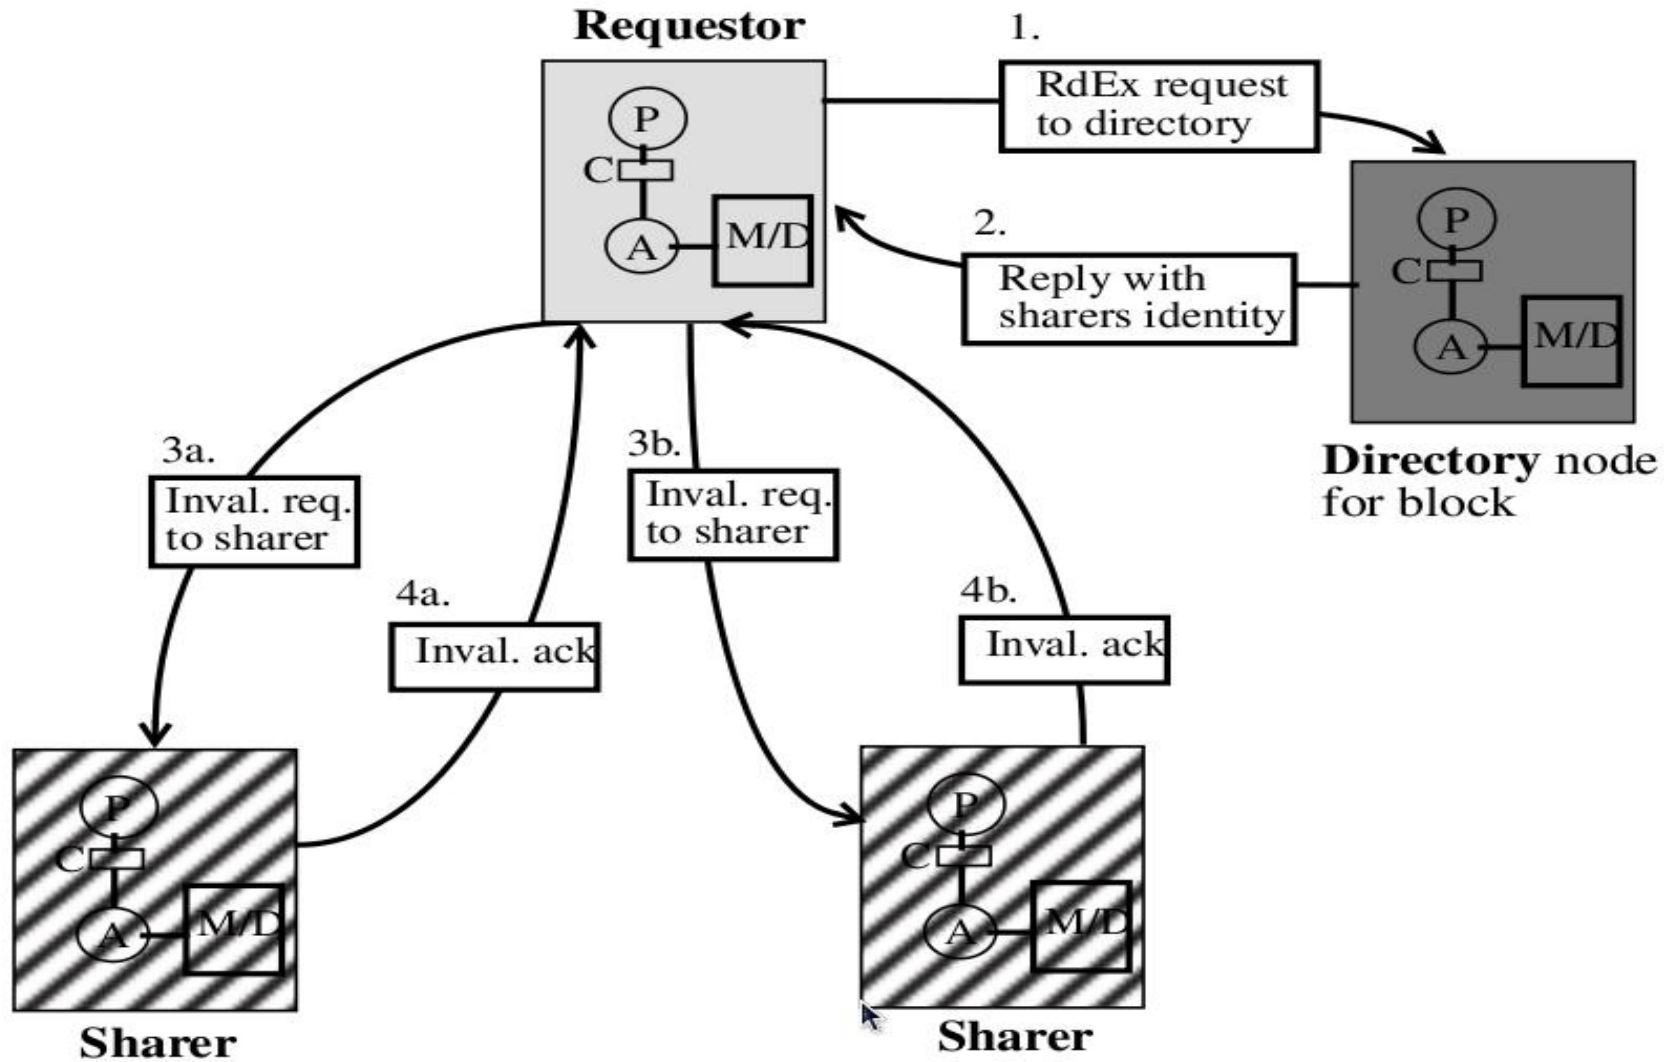 Requestor
1.
RdEx request
to directory
P
C
A
M/D
2.
Reply with
sharers identity
P
C
A
M/D
Directory node
for block
3a.
Inval. req.
to sharer
3b.
Inval. req.
to sharer
4a.
Inval. ack
4b.
Inval. ack
P
C
A
M/D
Sharer
P
C
A
M/D
Sharer